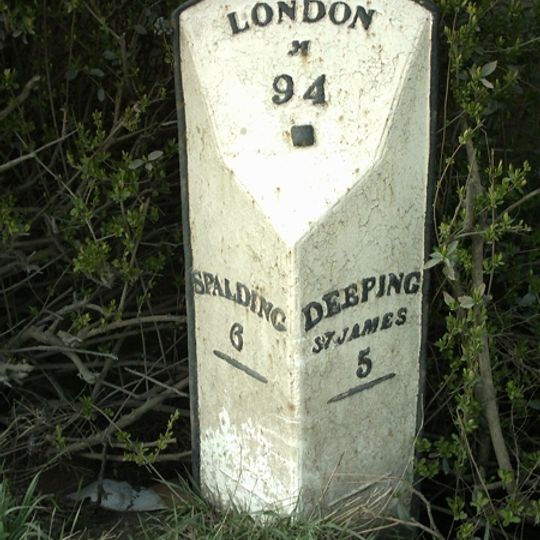 LONDON
M
94
SPALDING
6
DEEPING
ST JAMES
5